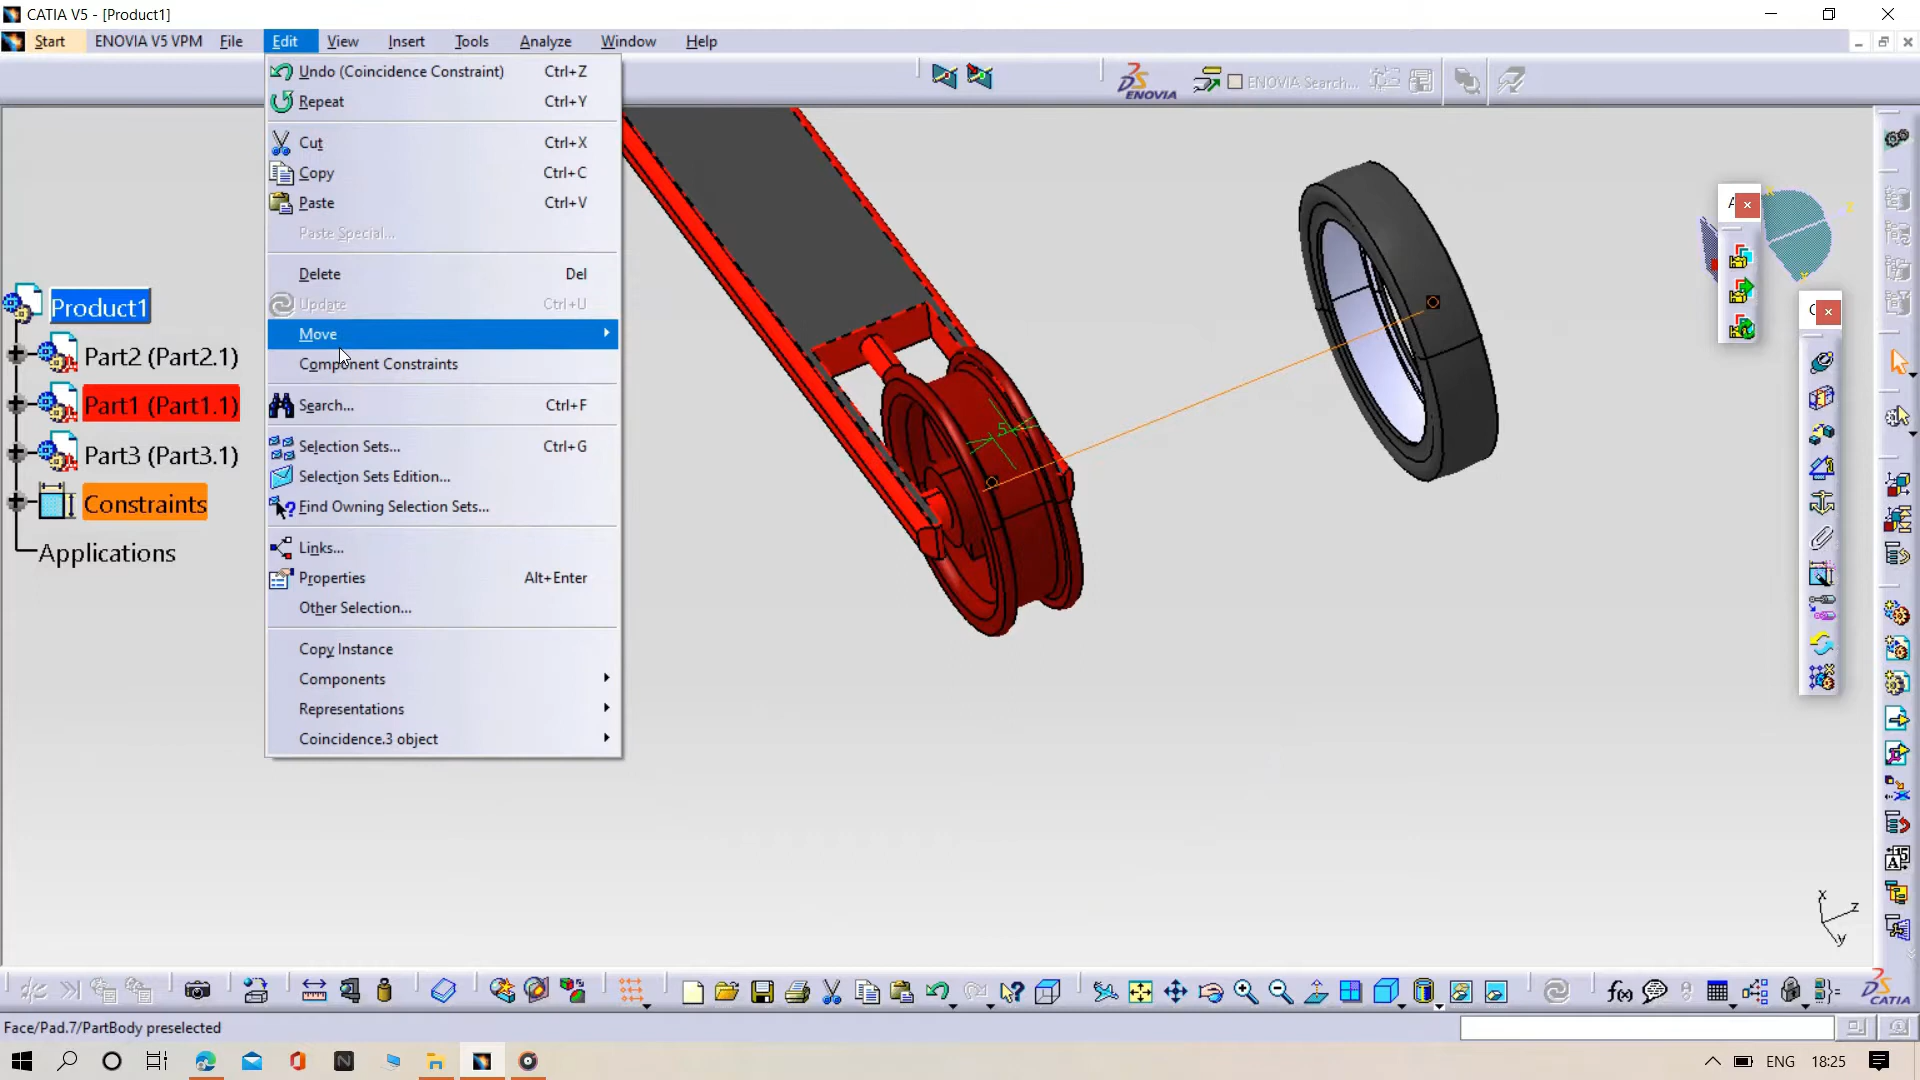 CATIA V5 - [Product1]
Start ENOVIA V5 VPM File Edit View Insert Tools Analyze Window Help
Undo (Coincidence Constraint) Ctrl+Z
Repeat Ctrl+Y
Cut Ctrl+X
Copy Ctrl+C
Paste Ctrl+V
Paste Special...
Delete Del
Update Ctrl+U
Move
Component Constraints
Search... Ctrl+F
Selection Sets... Ctrl+G
Selection Sets Edition...
Find Owning Selection Sets...
Links...
Properties Alt+Enter
Other Selection...
Copy Instance
Components
Representations
Coincidence.3 object
ENOVIA
ENOVIA Search...
Product1
Part2 (Part2.1)
Part1 (Part1.1)
Part3 (Part3.1)
Constraints
Applications
5
x
z
y
f(x)
CATIA
Face/Pad.7/PartBody preselected
ENG 18:25